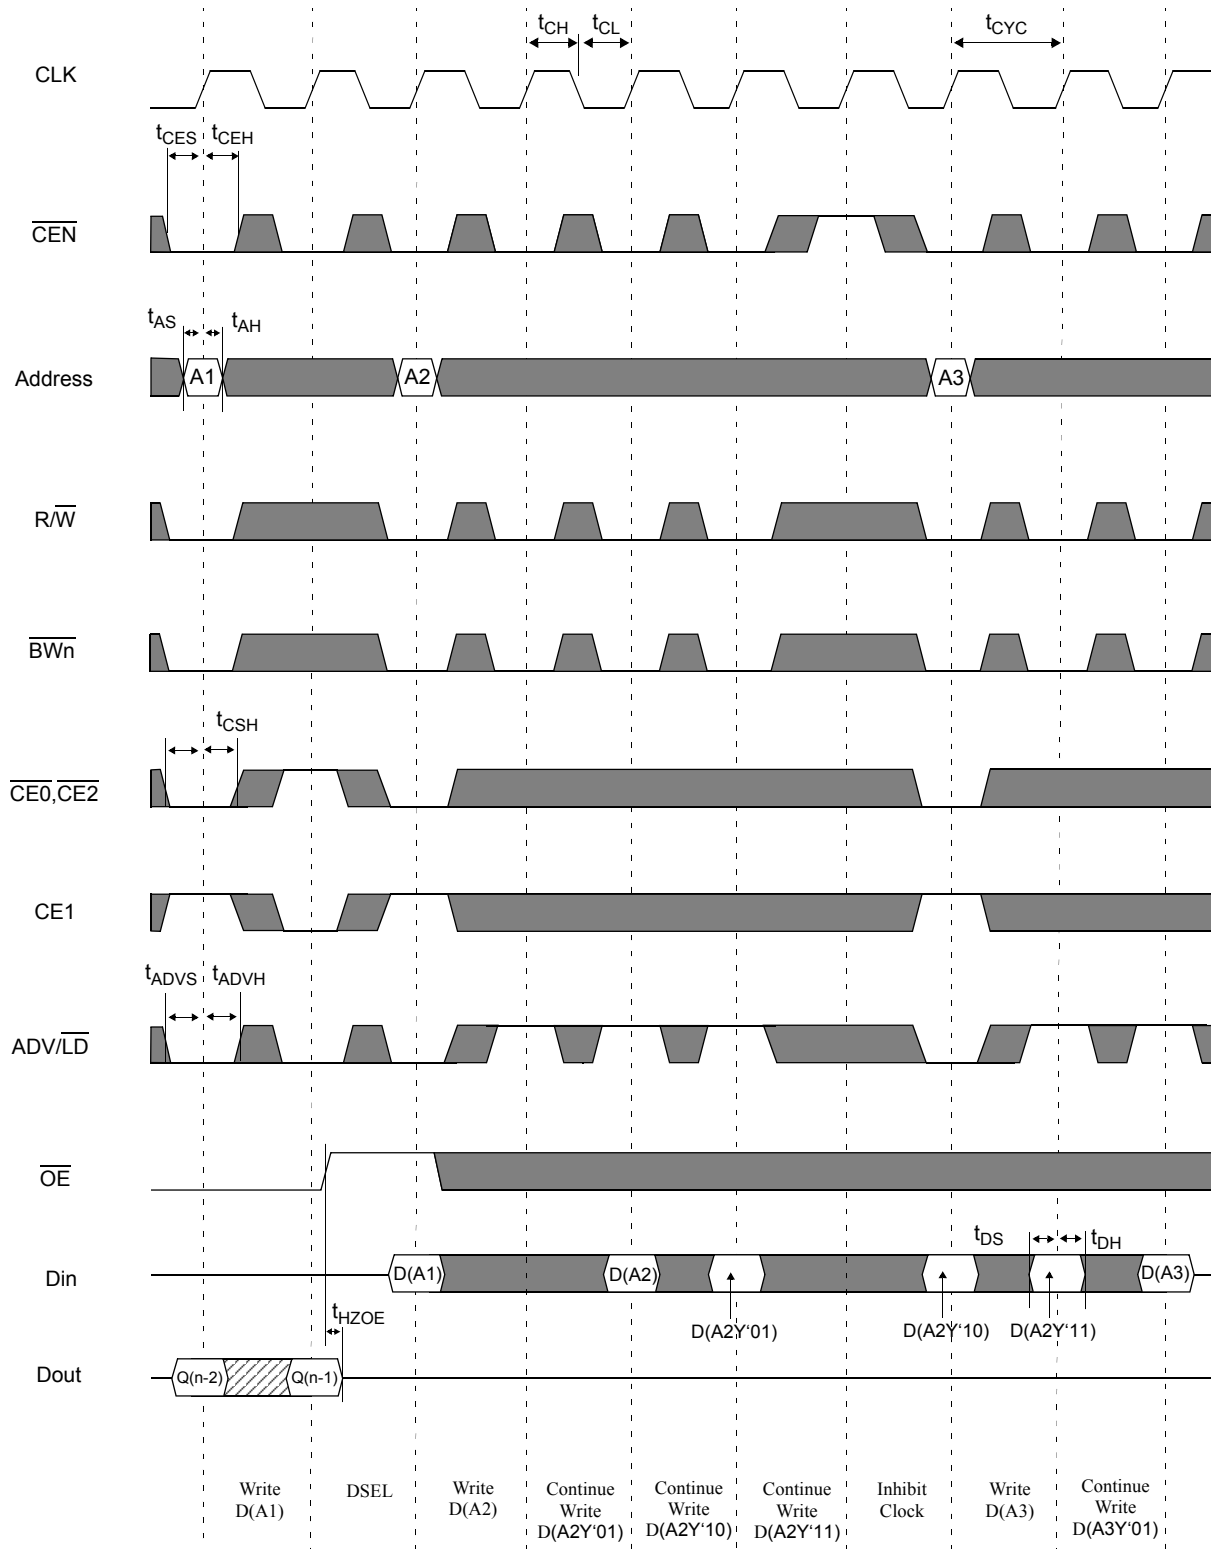 tCH tCL tCYC
CLK
tCES tCEH
CEN
tAS tAH
Address A1 A2 A3
R/W
BWn
tCSH
CE0,CE2
CE1
tADVS tADVH
ADV/LD
OE
tDS tDH
Din D(A1) D(A2) D(A3)
tHZOE D(A2Y‘01) D(A2Y‘10) D(A2Y‘11)
Dout Q(n-2) Q(n-1)
Write
D(A1)
DSEL
Write
D(A2)
Continue
Write
D(A2Y‘01)
Continue
Write
D(A2Y‘10)
Continue
Write
D(A2Y‘11)
Inhibit
Clock
Write
D(A3)
Continue
Write
D(A3Y‘01)